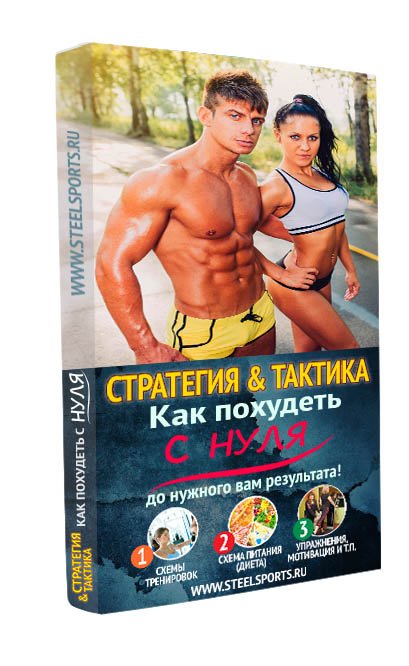 WWW.STEELSPORTS.RU
КАК ПОХУДЕТЬ С НУЛЯ
СТРАТЕГИЯ
& ТАКТИКА
СТРАТЕГИЯ & ТАКТИКА
Как похудеть
С НУЛЯ
до нужного вам результата!
1
СХЕМЫ
ТРЕНИРОВОК
2
СХЕМА ПИТАНИЯ
(ДИЕТА)
3
УПРАЖНЕНИЯ,
МОТИВАЦИЯ И Т.П.
WWW.STEELSPORTS.RU